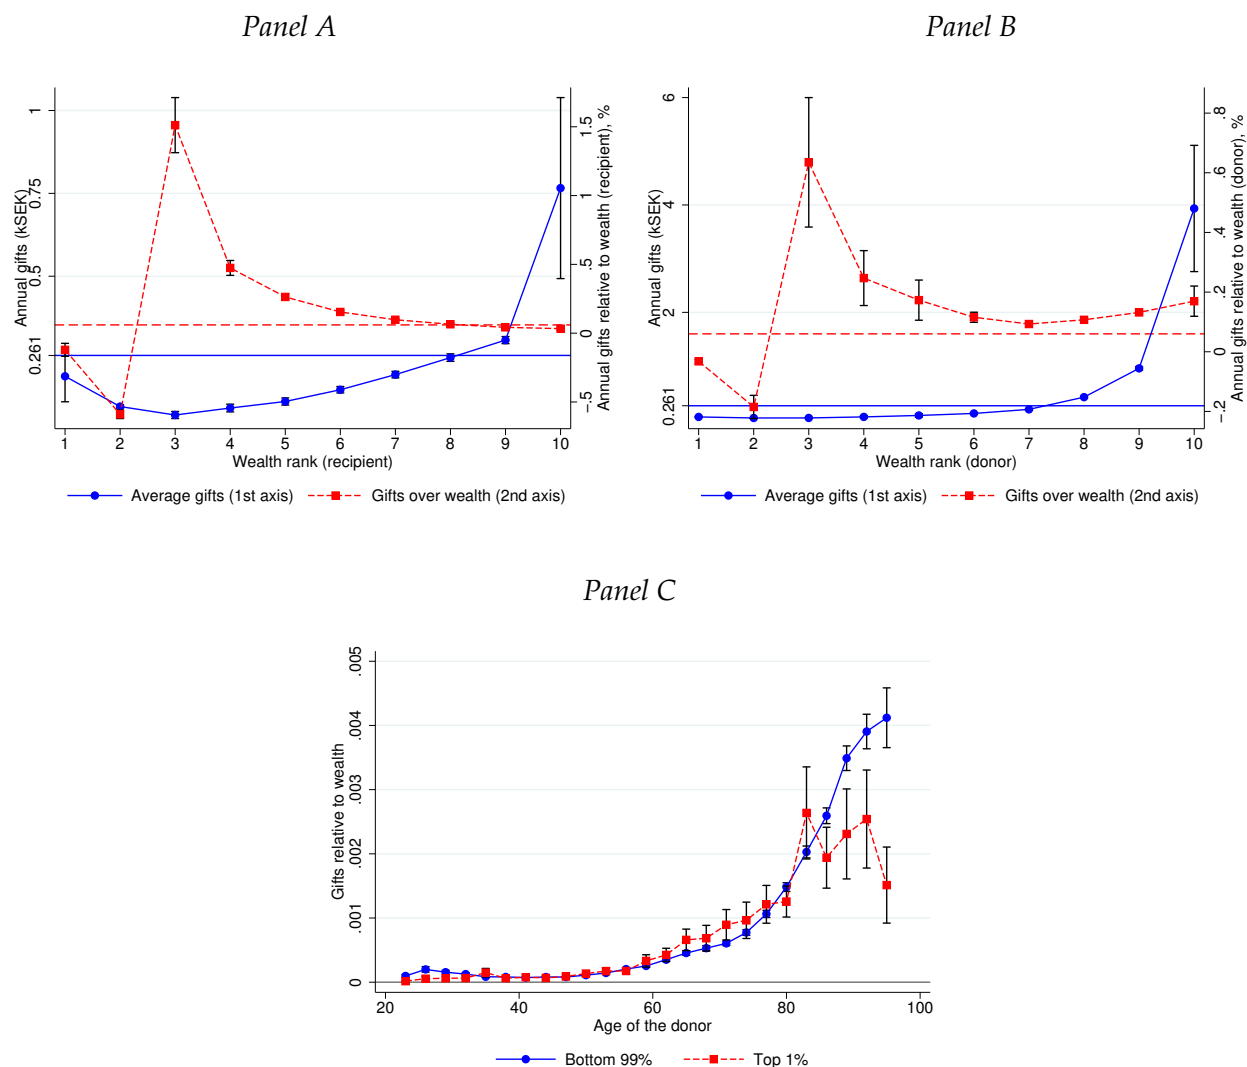 Panel A
Annual gifts (kSEK)
0.261
0.5
0.75
1
Annual gifts relative to wealth (recipient), %
−.5
0
.5
1
1.5
1 2 3 4 5 6 7 8 9 10
Wealth rank (recipient)
Average gifts (1st axis) Gifts over wealth (2nd axis)
Panel B
Annual gifts (kSEK)
0.261
2
4
6
Annual gifts relative to wealth (donor), %
−.2
0
.2
.4
.6
.8
1 2 3 4 5 6 7 8 9 10
Wealth rank (donor)
Average gifts (1st axis) Gifts over wealth (2nd axis)
Panel C
Gifts relative to wealth
0
.001
.002
.003
.004
.005
20 40 60 80 100
Age of the donor
Bottom 99% Top 1%